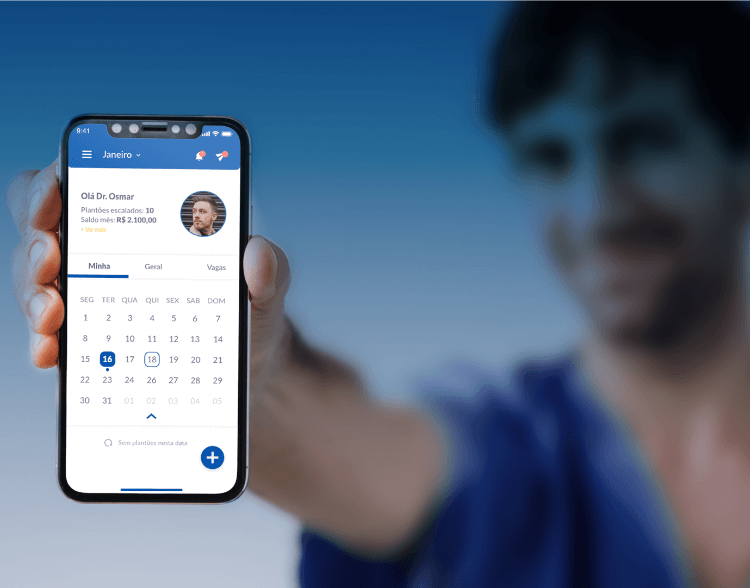 9:41
Janeiro
Olá Dr. Osmar
Plantões escalados: 10
Saldo mês: R$ 2.100,00
+ Ver mais
Minha Geral Vagas
SEG TER QUA QUI SEX SAB DOM
1 2 3 4 5 6 7
8 9 10 11 12 13 14
15 16 17 18 19 20 21
22 23 24 26 27 28 29
30 31 01 02 03 04 05
Sem plantões nesta data